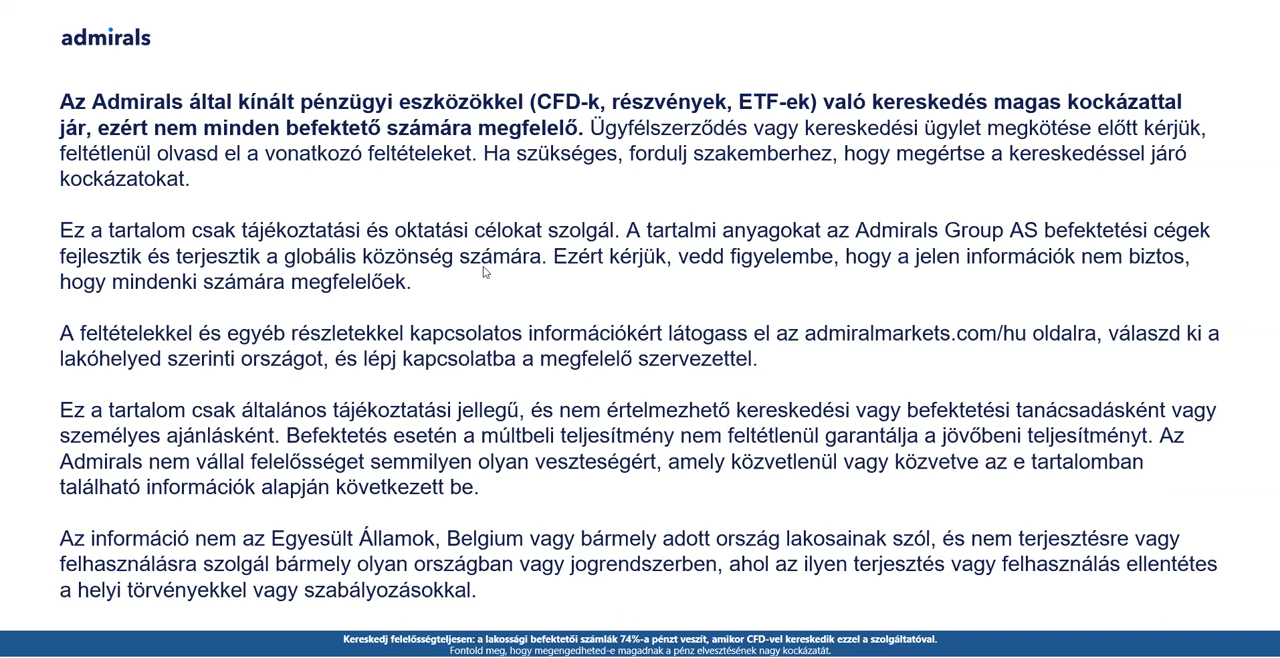 admirals
Az Admirals által kínált pénzügyi eszközökkel (CFD-k, részvények, ETF-ek) való kereskedés magas kockázattal
jár, ezért nem minden befektető számára megfelelő. Ügyfélszerződés vagy kereskedési ügylet megkötése előtt kérjük,
feltétlenül olvasd el a vonatkozó feltételeket. Ha szükséges, fordulj szakemberhez, hogy megértse a kereskedéssel járó
kockázatokat.
Ez a tartalom csak tájékoztatási és oktatási célokat szolgál. A tartalmi anyagokat az Admirals Group AS befektetési cégek
fejlesztik és terjesztik a globális közönség számára. Ezért kérjük, vedd figyelembe, hogy a jelen információk nem biztos,
hogy mindenki számára megfelelőek.
A feltételekkel és egyéb részletekkel kapcsolatos információkért látogass el az admiralmarkets.com/hu oldalra, válaszd ki a
lakóhelyed szerinti országot, és lépj kapcsolatba a megfelelő szervezettel.
Ez a tartalom csak általános tájékoztatási jellegű, és nem értelmezhető kereskedési vagy befektetési tanácsadásként vagy
személyes ajánlásként. Befektetés esetén a múltbeli teljesítmény nem feltétlenül garantálja a jövőbeni teljesítményt. Az
Admirals nem vállal felelősséget semmilyen olyan veszteségért, amely közvetlenül vagy közvetve az e tartalomban
található információk alapján következett be.
Az információ nem az Egyesült Államok, Belgium vagy bármely adott ország lakosainak szól, és nem terjesztésre vagy
felhasználásra szolgál bármely olyan országban vagy jogrendszerben, ahol az ilyen terjesztés vagy felhasználás ellentétes
a helyi törvényekkel vagy szabályozásokkal.
Kereskedj felelősségteljesen: a lakossági befektetői számlák 74%-a pénzt veszít, amikor CFD-vel kereskedik ezzel a szolgáltatóval.
Fontold meg, hogy megengedheted-e magadnak a pénz elvesztésének nagy kockázatát.